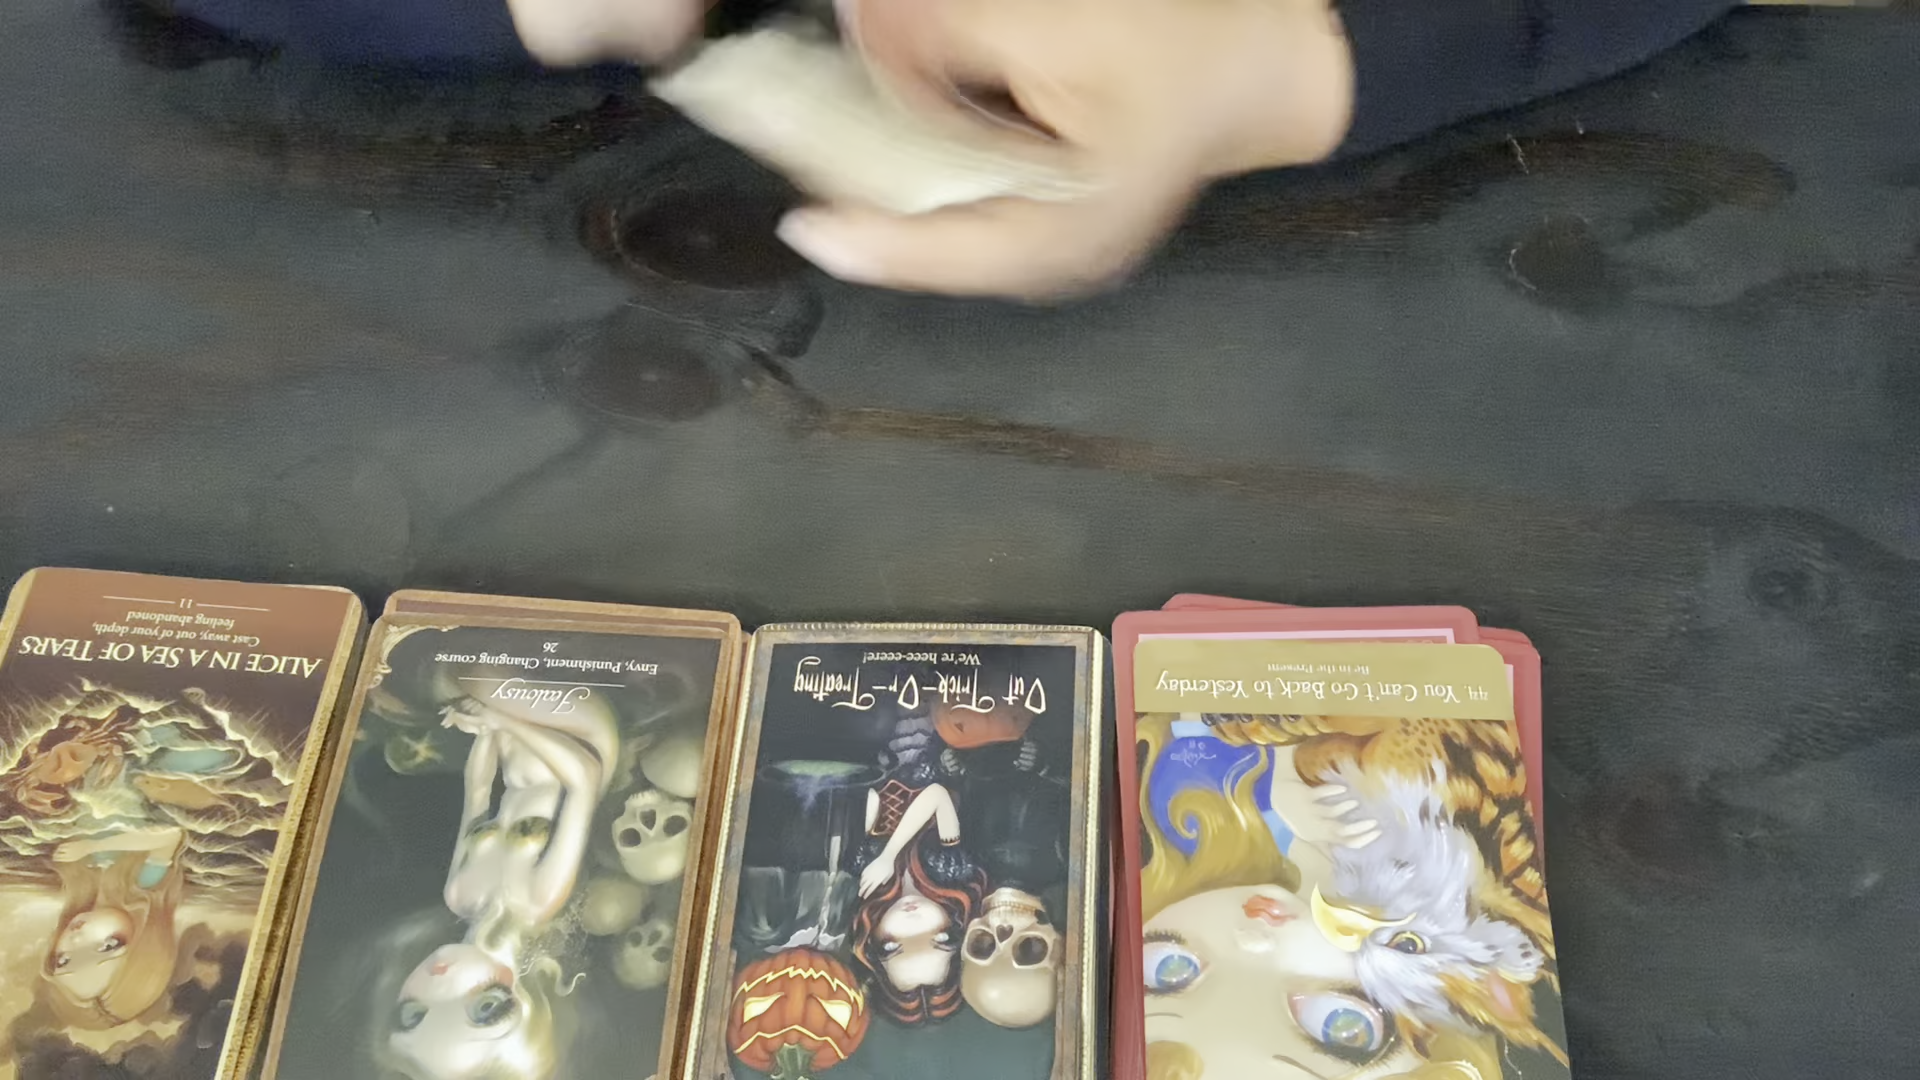 ALICE IN A SEA OF TEARS
Cast away, out of your depth,
feeling abandoned
11
Jealousy
Envy, Punishment, Changing course
26
Out Trick-Or-Treating
We're heee-eeere!
44. You Can't Go Back to Yesterday
Be in the Present